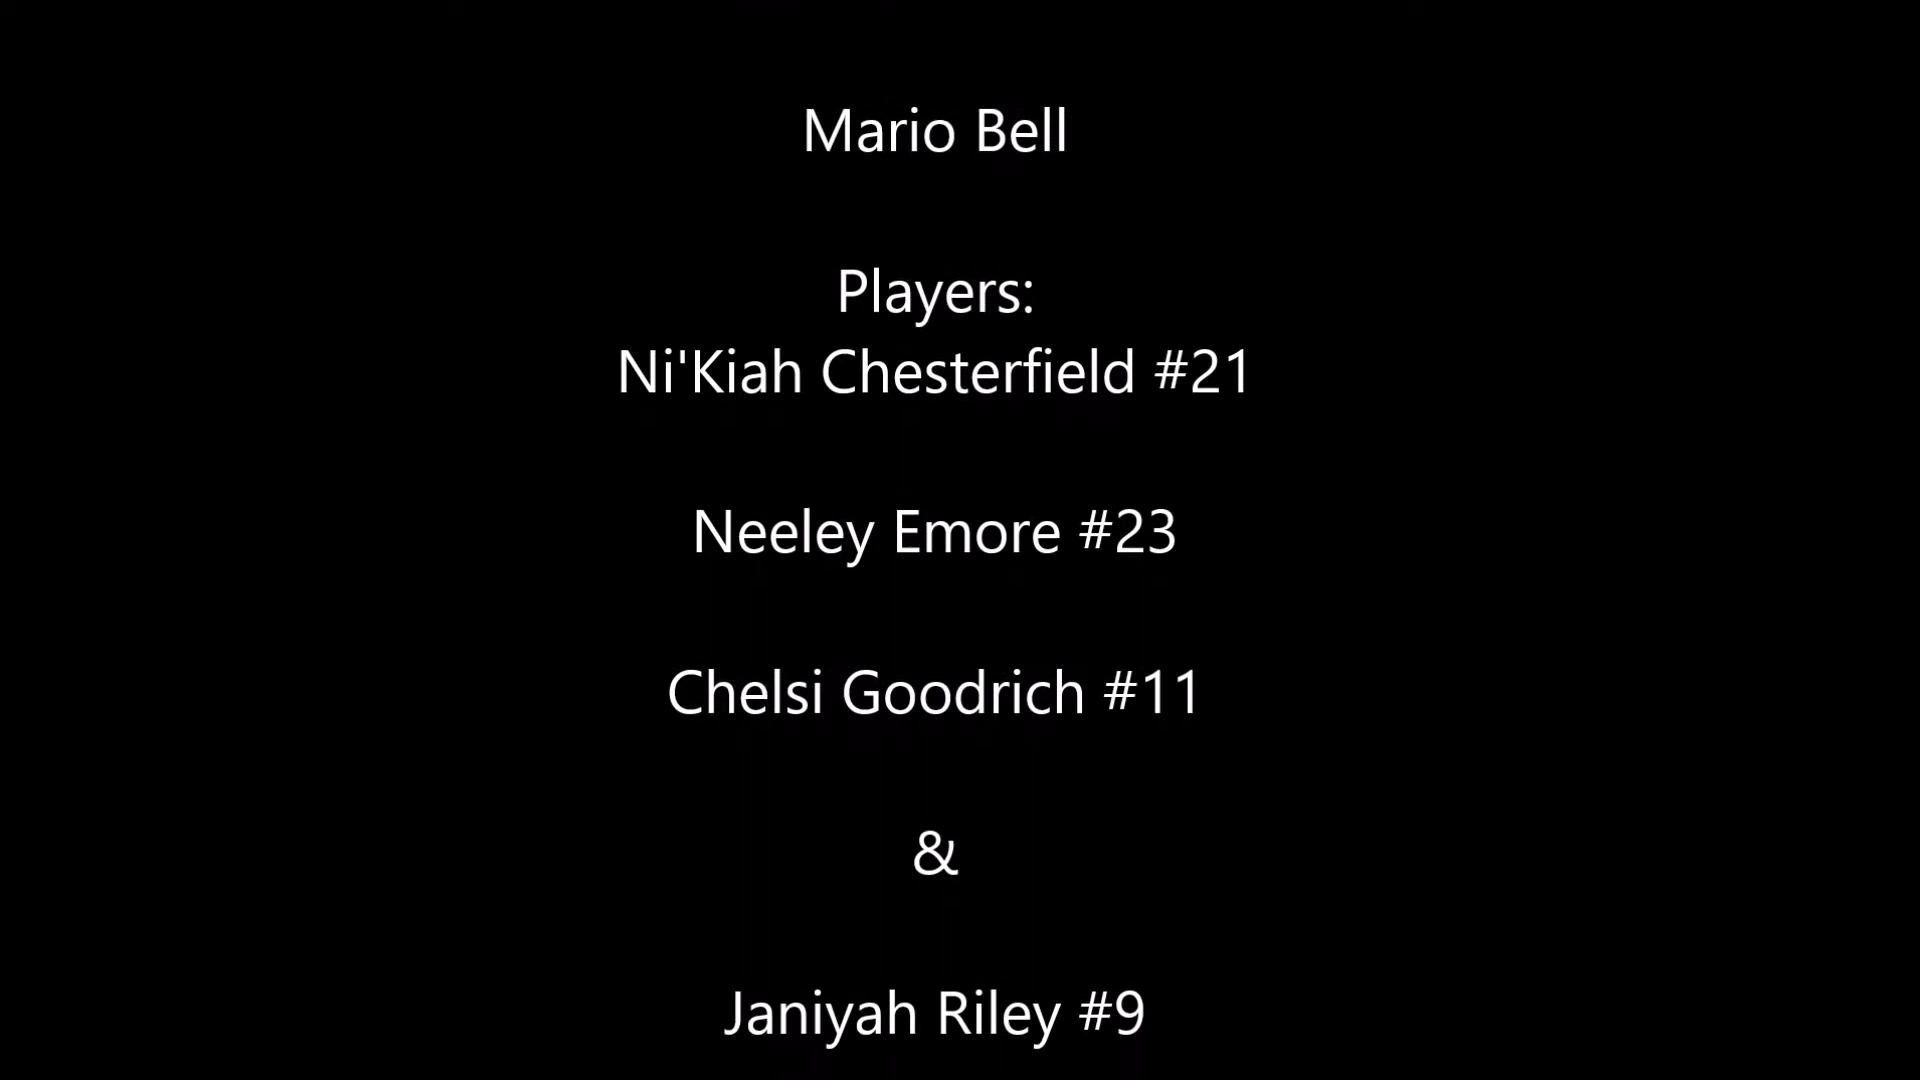 Mario Bell
Players:
Ni'Kiah Chesterfield #21
Neeley Emore #23
Chelsi Goodrich #11
&
Janiyah Riley #9